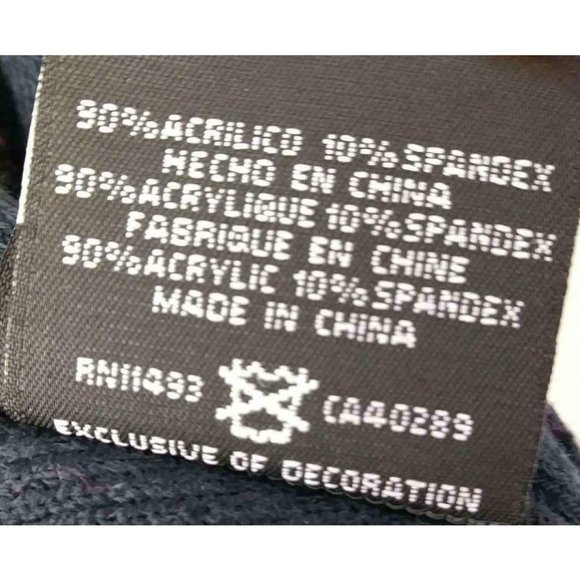 90%ACRILICO 10%SPANDEX
HECHO EN CHINA
90%ACRYLIQUE 10%SPANDEX
FABRIQUE EN CHINE
90%ACRYLIC 10%SPANDEX
MADE IN CHINA
RN11493 CA40289
EXCLUSIVE OF DECORATION